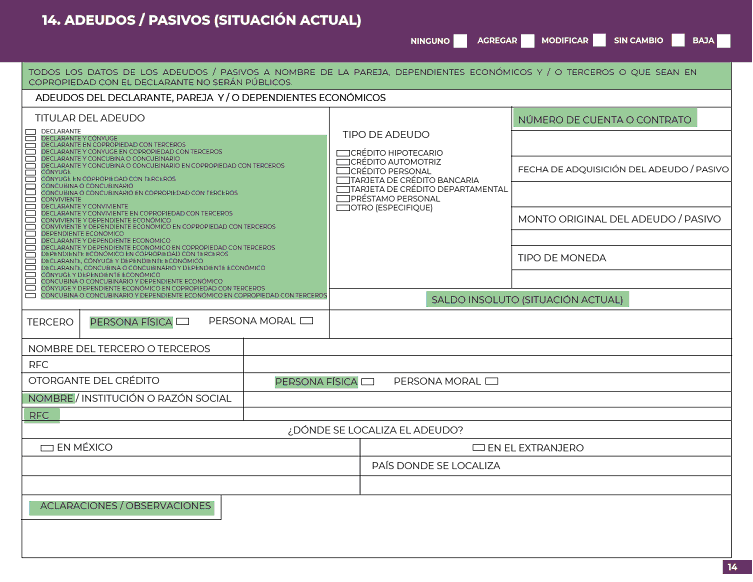 14. ADEUDOS / PASIVOS (SITUACIÓN ACTUAL)
NINGUNO AGREGAR MODIFICAR SIN CAMBIO BAJA
TODOS LOS DATOS DE LOS ADEUDOS / PASIVOS A NOMBRE DE LA PAREJA, DEPENDIENTES ECONÓMICOS Y / O TERCEROS O QUE SEAN EN
COPROPIEDAD CON EL DECLARANTE NO SERÁN PÚBLICOS.
ADEUDOS DEL DECLARANTE, PAREJA Y / O DEPENDIENTES ECONÓMICOS
TITULAR DEL ADEUDO
DECLARANTE
DECLARANTE Y CÓNYUGE
DECLARANTE EN COPROPIEDAD CON TERCEROS
DECLARANTE Y CÓNYUGE EN COPROPIEDAD CON TERCEROS
DECLARANTE Y CONCUBINA O CONCUBINARIO
DECLARANTE Y CONCUBINA O CONCUBINARIO EN COPROPIEDAD CON TERCEROS
CÓNYUGE
CÓNYUGE EN COPROPIEDAD CON TERCEROS
CONCUBINA O CONCUBINARIO
CONCUBINA O CONCUBINARIO EN COPROPIEDAD CON TERCEROS
CONVIVIENTE
DECLARANTE Y CONVIVIENTE
DECLARANTE Y CONVIVIENTE EN COPROPIEDAD CON TERCEROS
CONVIVIENTE Y DEPENDIENTE ECONÓMICO
CONVIVIENTE Y DEPENDIENTE ECONÓMICO EN COPROPIEDAD CON TERCEROS
DEPENDIENTE ECONÓMICO
DECLARANTE Y DEPENDIENTE ECONÓMICO
DECLARANTE Y DEPENDIENTE ECONÓMICO EN COPROPIEDAD CON TERCEROS
DEPENDIENTE ECONÓMICO EN COPROPIEDAD CON TERCEROS
DECLARANTE, CÓNYUGE Y DEPENDIENTE ECONÓMICO
DECLARANTE, CONCUBINA O CONCUBINARIO Y DEPENDIENTE ECONÓMICO
CÓNYUGE Y DEPENDIENTE ECONÓMICO
CONCUBINA O CONCUBINARIO Y DEPENDIENTE ECONÓMICO
CÓNYUGE Y DEPENDIENTE ECONÓMICO EN COPROPIEDAD CON TERCEROS
CONCUBINA O CONCUBINARIO Y DEPENDIENTE ECONÓMICO EN COPROPIEDAD CON TERCEROS
TIPO DE ADEUDO
CRÉDITO HIPOTECARIO
CRÉDITO AUTOMOTRIZ
CRÉDITO PERSONAL
TARJETA DE CRÉDITO BANCARIA
TARJETA DE CRÉDITO DEPARTAMENTAL
PRÉSTAMO PERSONAL
OTRO (ESPECIFIQUE)
NÚMERO DE CUENTA O CONTRATO
FECHA DE ADQUISICIÓN DEL ADEUDO / PASIVO
MONTO ORIGINAL DEL ADEUDO / PASIVO
TIPO DE MONEDA
SALDO INSOLUTO (SITUACIÓN ACTUAL)
TERCERO PERSONA FÍSICA PERSONA MORAL
NOMBRE DEL TERCERO O TERCEROS
RFC
OTORGANTE DEL CRÉDITO PERSONA FÍSICA PERSONA MORAL
NOMBRE / INSTITUCIÓN O RAZÓN SOCIAL
RFC
¿DÓNDE SE LOCALIZA EL ADEUDO?
EN MÉXICO EN EL EXTRANJERO
PAÍS DONDE SE LOCALIZA
ACLARACIONES / OBSERVACIONES
14